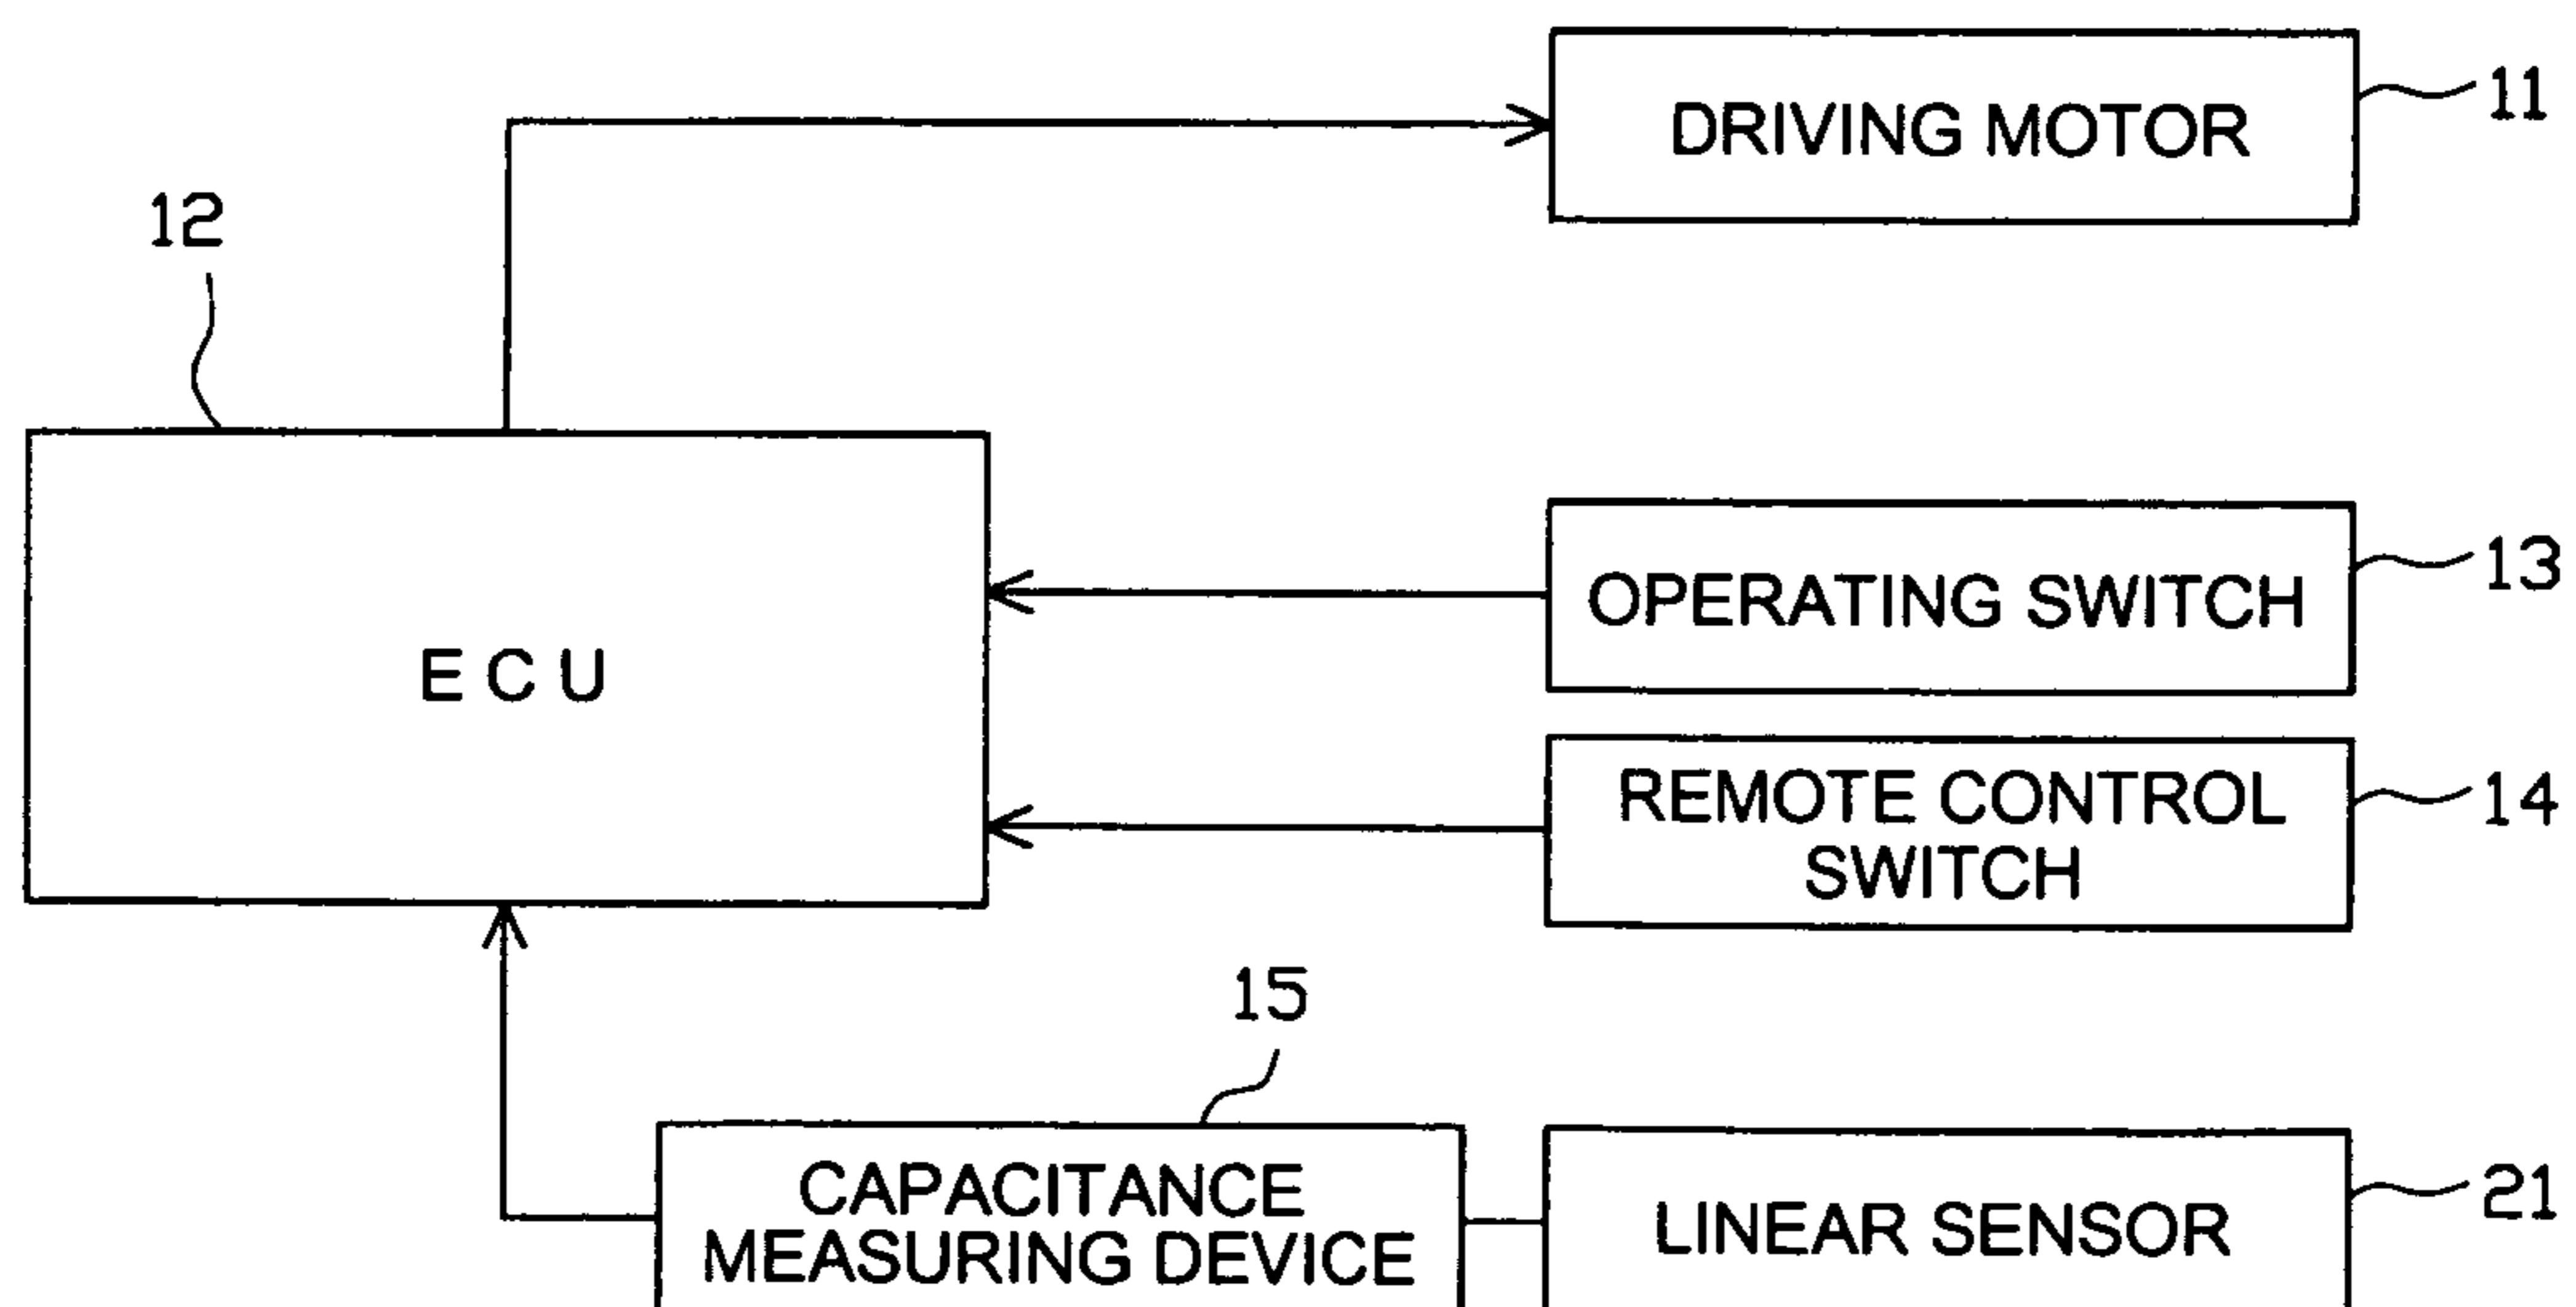 DRIVING MOTOR
11
12
ECU
OPERATING SWITCH
13
REMOTE CONTROL
SWITCH
14
15
CAPACITANCE
MEASURING DEVICE
LINEAR SENSOR
21